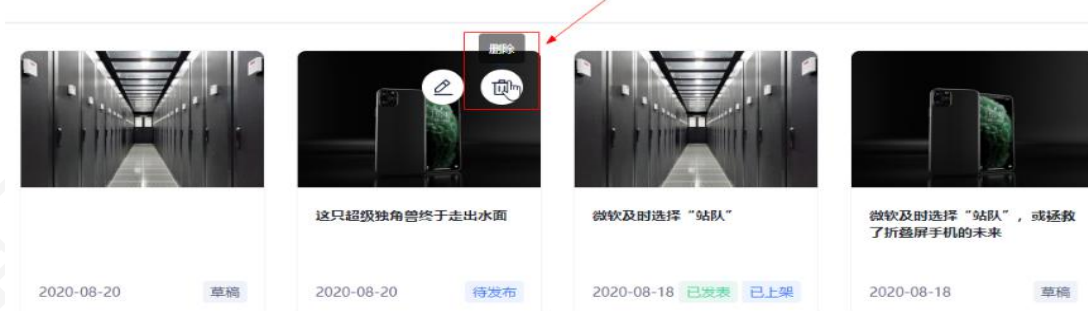 删除
这只超级独角兽终于走出水面
微软及时选择“站队”
微软及时选择“站队”，或拯救
了折叠屏手机的未来
2020-08-20 草稿
2020-08-20 待发布
2020-08-18 已发表 已上架
2020-08-18 草稿